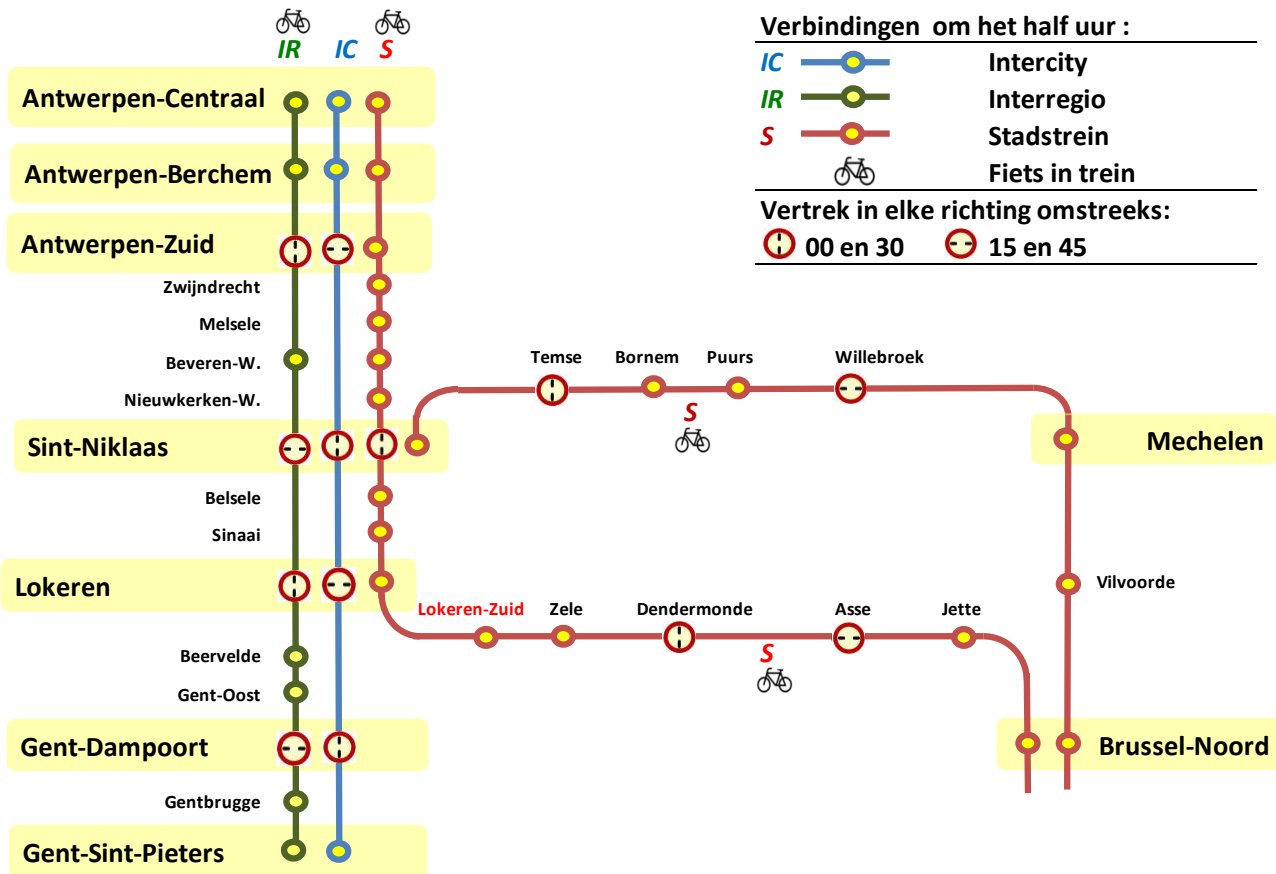 IR IC S
Antwerpen-Centraal
Antwerpen-Berchem
Antwerpen-Zuid
Zwijndrecht
Melsele
Beveren-W.
Nieuwkerken-W.
Sint-Niklaas
Belsele
Sinaai
Lokeren
Beervelde
Gent-Oost
Gent-Dampoort
Gentbrugge
Gent-Sint-Pieters
Verbindingen om het half uur :
IC Intercity
IR Interregio
S Stadstrein
Fiets in trein
Vertrek in elke richting omstreeks:
00 en 30 15 en 45
Temse Bornem Puurs Willebroek
S
Mechelen
Vilvoorde
Lokeren-Zuid Zele Dendermonde Asse Jette
S
Brussel-Noord